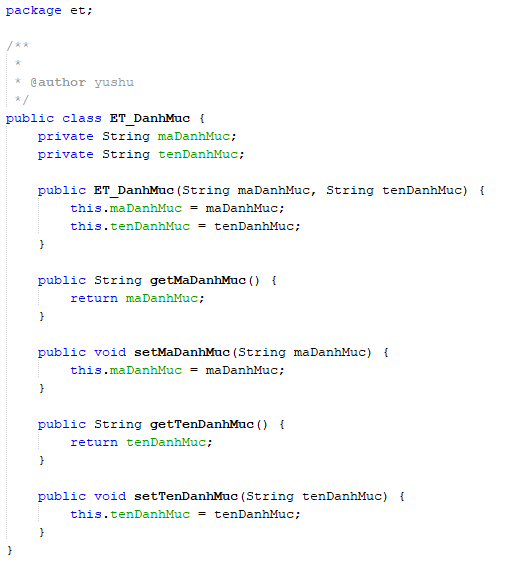 package et;
/**
 *
 * @author yushu
 */
public class ET_DanhMuc {
    private String maDanhMuc;
    private String tenDanhMuc;
    public ET_DanhMuc(String maDanhMuc, String tenDanhMuc) {
        this.maDanhMuc = maDanhMuc;
        this.tenDanhMuc = tenDanhMuc;
    }
    public String getMaDanhMuc() {
        return maDanhMuc;
    }
    public void setMaDanhMuc(String maDanhMuc) {
        this.maDanhMuc = maDanhMuc;
    }
    public String getTenDanhMuc() {
        return tenDanhMuc;
    }
    public void setTenDanhMuc(String tenDanhMuc) {
        this.tenDanhMuc = tenDanhMuc;
    }
}